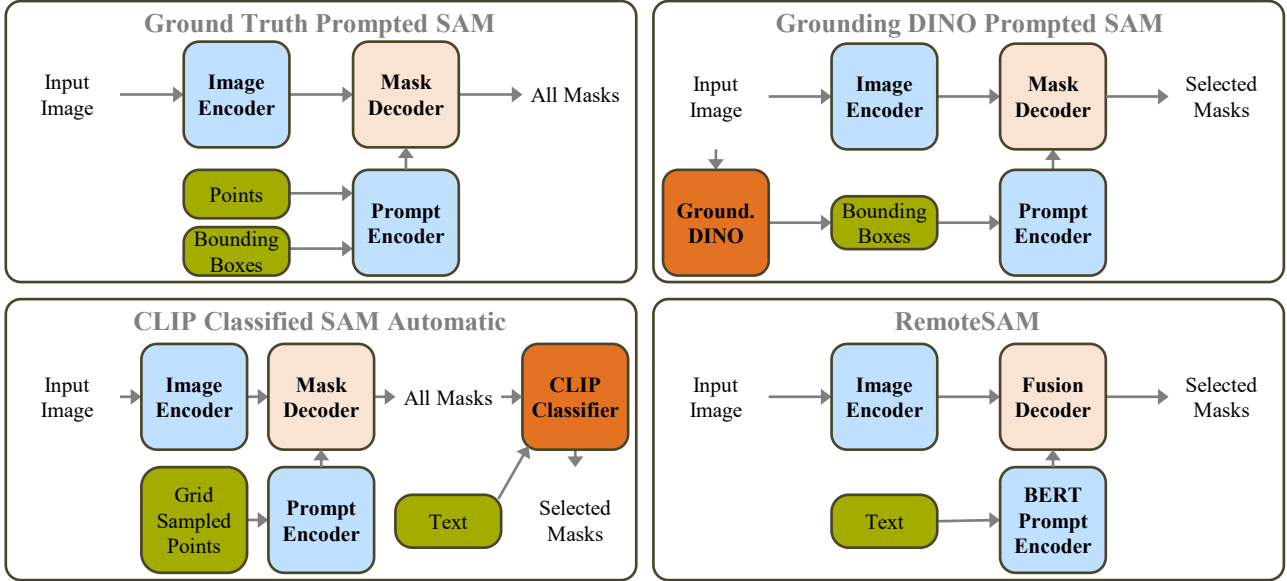 Ground Truth Prompted SAM
Input
Image
Image
Encoder
Mask
Decoder
All Masks
Points
Bounding
Boxes
Prompt
Encoder
Grounding DINO Prompted SAM
Input
Image
Image
Encoder
Mask
Decoder
Selected
Masks
Ground.
DINO
Bounding
Boxes
Prompt
Encoder
CLIP Classified SAM Automatic
Input
Image
Image
Encoder
Mask
Decoder
All Masks
CLIP
Classifier
Grid
Sampled
Points
Prompt
Encoder
Text
Selected
Masks
RemoteSAM
Input
Image
Image
Encoder
Fusion
Decoder
Selected
Masks
Text
BERT
Prompt
Encoder